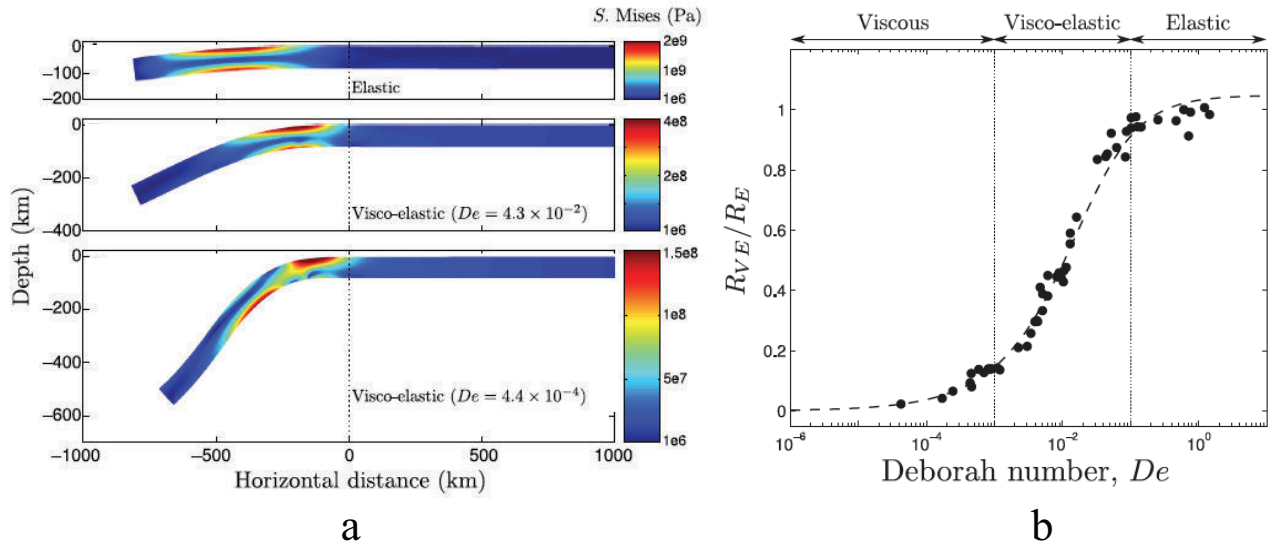 S. Mises (Pa)
0
−100
−200
Elastic
2e9
1e9
1e6
0
−200
−400
Visco-elastic (De = 4.3 × 10⁻²)
4e8
2e8
1e6
0
−200
−400
−600
Visco-elastic (De = 4.4 × 10⁻⁴)
1.5e8
1e8
5e7
1e6
Depth (km)
−1000
−500
0
500
1000
Horizontal distance (km)
a
Viscous
Visco-elastic
Elastic
1
0.8
0.6
0.4
0.2
0
R_VE/R_E
10⁻⁶
10⁻⁴
10⁻²
10⁰
Deborah number, De
b